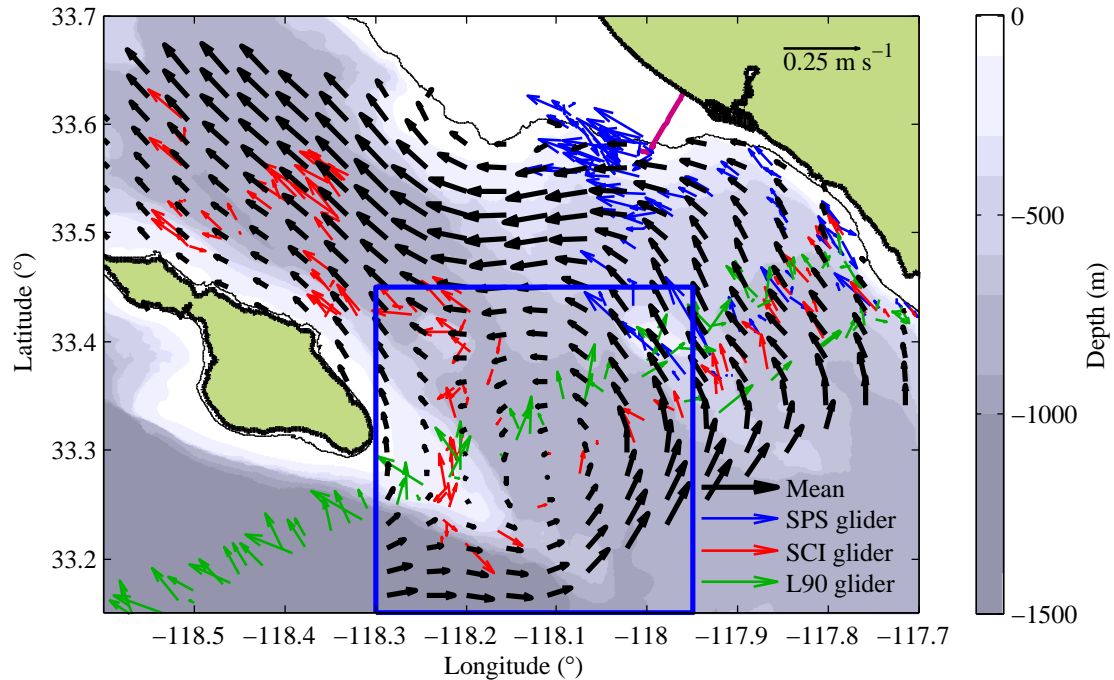 33.7
33.6
33.5
33.4
33.3
33.2
Latitude (°)
0.25 m s⁻¹
Mean
SPS glider
SCI glider
L90 glider
−118.5 −118.4 −118.3 −118.2 −118.1 −118 −117.9 −117.8 −117.7
Longitude (°)
0
−500
−1000
−1500
Depth (m)